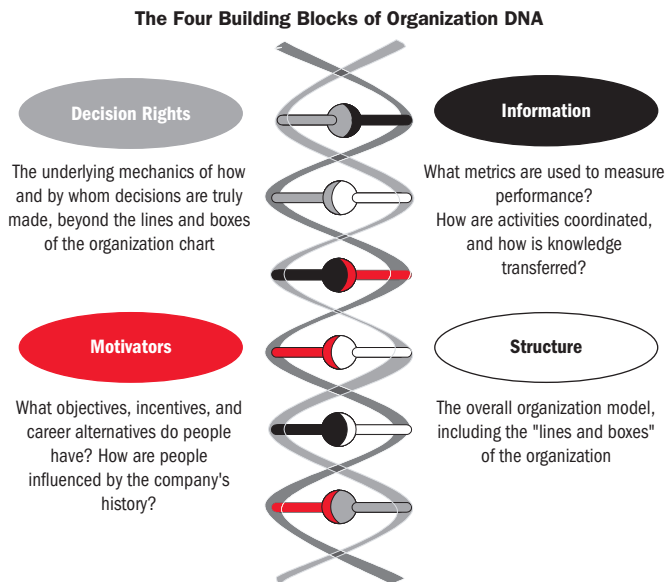 The Four Building Blocks of Organization DNA
Decision Rights
The underlying mechanics of how
and by whom decisions are truly
made, beyond the lines and boxes
of the organization chart
Information
What metrics are used to measure
performance?
How are activities coordinated,
and how is knowledge
transferred?
Motivators
What objectives, incentives, and
career alternatives do people
have? How are people
influenced by the company's
history?
Structure
The overall organization model,
including the "lines and boxes"
of the organization